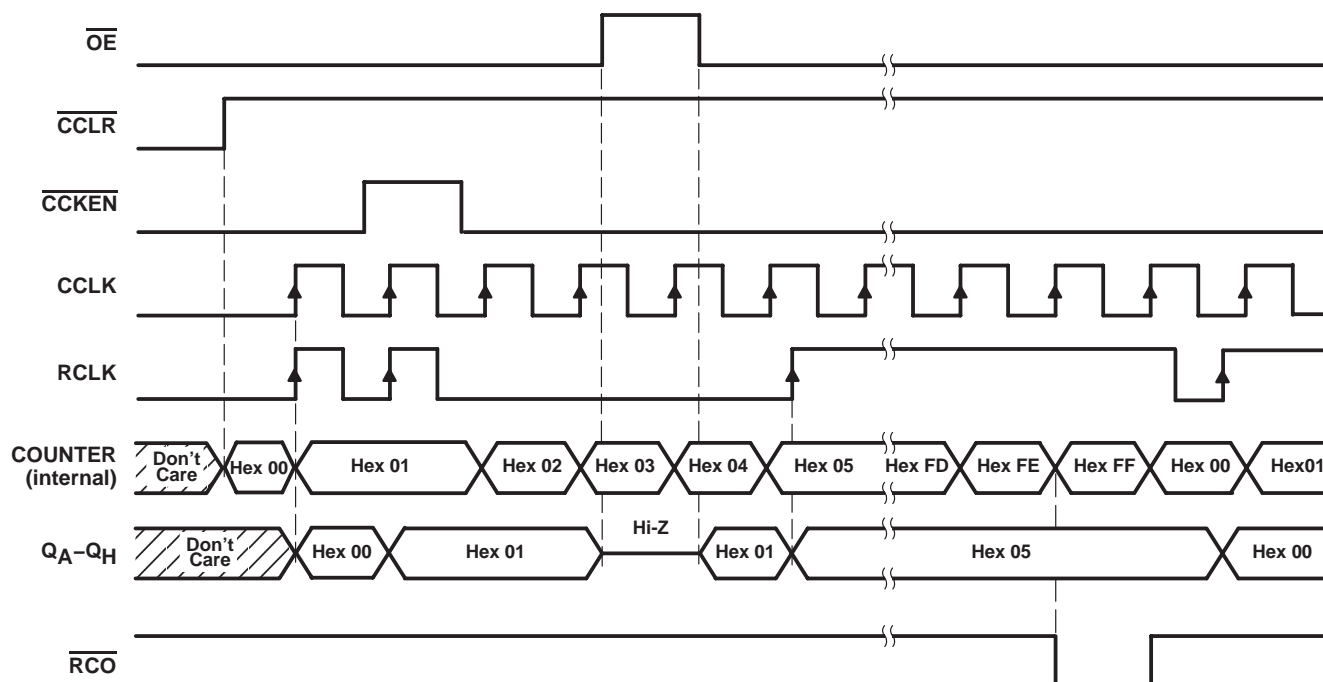 OE
CCLR
CCKEN
CCLK
RCLK
COUNTER
(internal)
Don't
Care
Hex 00
Hex 01
Hex 02
Hex 03
Hex 04
Hex 05
Hex FD
Hex FE
Hex FF
Hex 00
Hex01
QA–QH
Don't
Care
Hex 00
Hex 01
Hi-Z
Hex 01
Hex 05
Hex 00
RCO